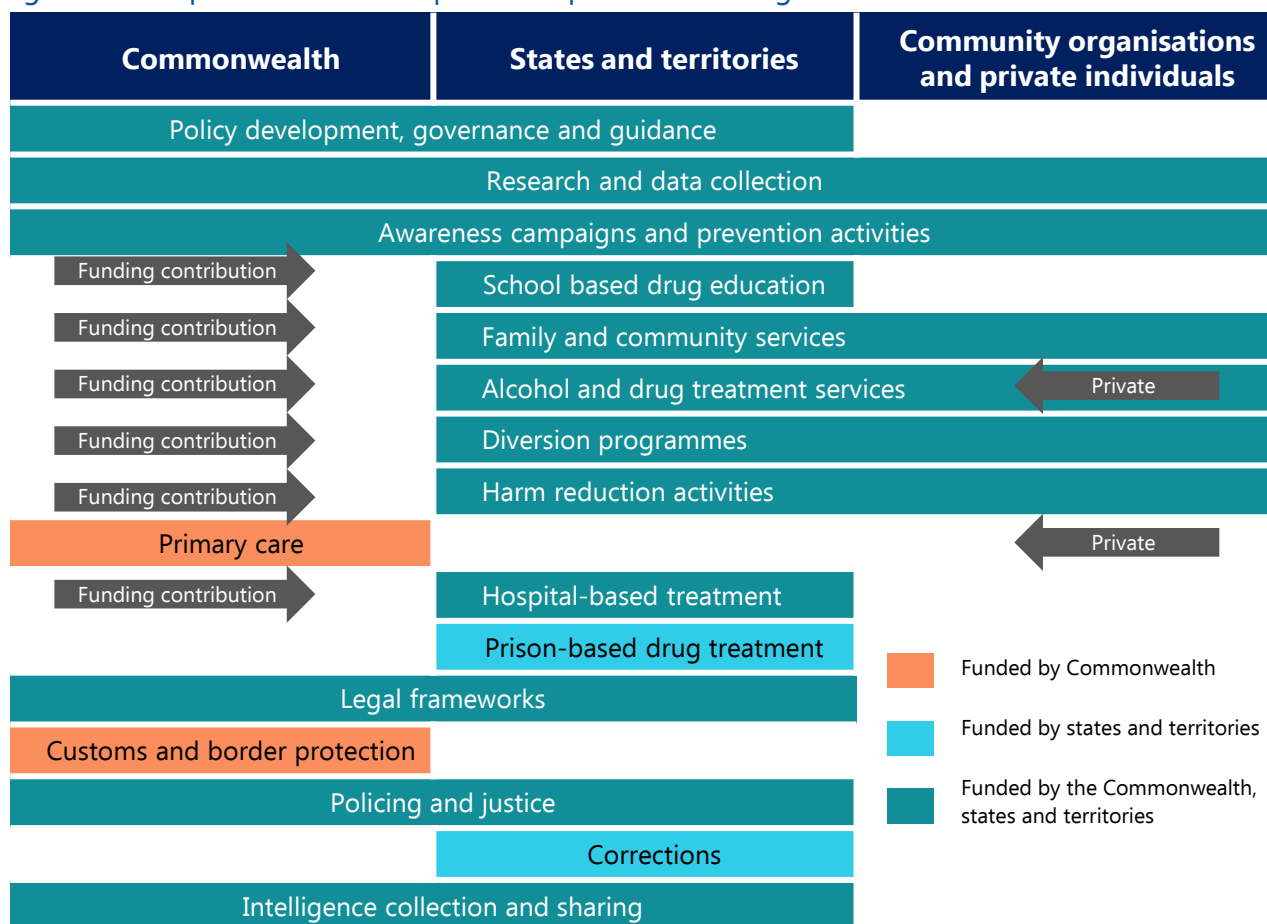 Commonwealth
States and territories
Community organisations
and private individuals
Policy development, governance and guidance
Research and data collection
Awareness campaigns and prevention activities
Funding contribution
School based drug education
Funding contribution
Family and community services
Funding contribution
Alcohol and drug treatment services
Private
Funding contribution
Diversion programmes
Funding contribution
Harm reduction activities
Primary care
Private
Funding contribution
Hospital-based treatment
Prison-based drug treatment
Legal frameworks
Customs and border protection
Policing and justice
Corrections
Intelligence collection and sharing
Funded by Commonwealth
Funded by states and territories
Funded by the Commonwealth,
states and territories